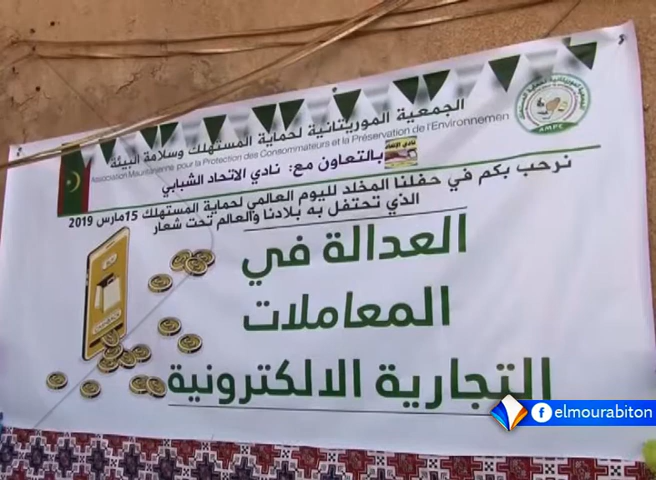 الجمعية الموريتانية لحماية المستهلك وسلامة البيئة
Association Mauritanienne pour la Protection des Consommateurs et la Préservation de l'Environnemen
بالتعاون مع: نادي الاتحاد الشبابي
نرحب بكم في حفلنا المخلد لليوم العالمي لحماية المستهلك 15مارس 2019
الذي تحتفل به بلادنا والعالم تحت شعار
العدالة في
المعاملات
التجارية الالكترونية
AMPC
elmourabiton